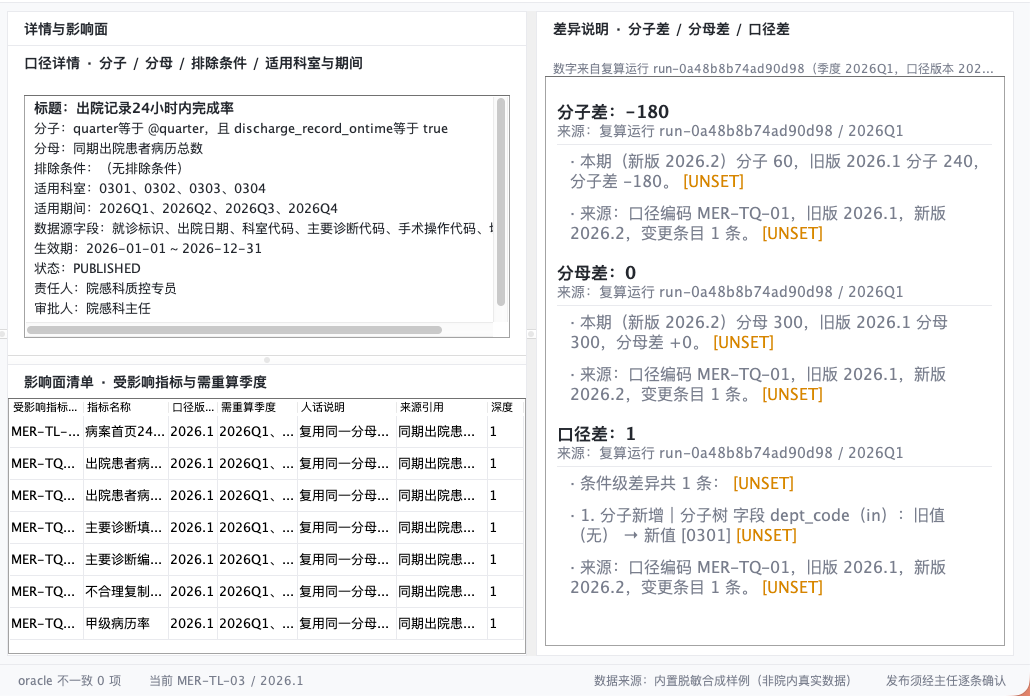 详情与影响面
口径详情 · 分子 / 分母 / 排除条件 / 适用科室与期间
标题：出院记录24小时内完成率
分子：quarter等于 @quarter，且 discharge_record_ontime等于 true
分母：同期出院患者病历总数
排除条件：（无排除条件）
适用科室：0301、0302、0303、0304
适用期间：2026Q1、2026Q2、2026Q3、2026Q4
数据源字段：就诊标识、出院日期、科室代码、主要诊断代码、手术操作代码、
生效期：2026-01-01 ~ 2026-12-31
状态：PUBLISHED
责任人：院感科质控专员
审批人：院感科主任
影响面清单 · 受影响指标与需重算季度
受影响指标... 指标名称 口径版... 需重算季度 人话说明 来源引用 深度
MER-TL-... 病案首页24... 2026.1 2026Q1、... 复用同一分母... 同期出院患... 1
MER-TQ... 出院患者病... 2026.1 2026Q1、... 复用同一分母... 同期出院患... 1
MER-TQ... 出院患者病... 2026.1 2026Q1、... 复用同一分母... 同期出院患... 1
MER-TQ... 主要诊断填... 2026.1 2026Q1、... 复用同一分母... 同期出院患... 1
MER-TQ... 主要诊断编... 2026.1 2026Q1、... 复用同一分母... 同期出院患... 1
MER-TQ... 不合理复制... 2026.1 2026Q1、... 复用同一分母... 同期出院患... 1
MER-TQ... 甲级病历率 2026.1 2026Q1、... 复用同一分母... 同期出院患... 1
差异说明 · 分子差 / 分母差 / 口径差
数字来自复算运行 run-0a48b8b74ad90d98（季度 2026Q1，口径版本 202...
分子差：-180
来源：复算运行 run-0a48b8b74ad90d98 / 2026Q1
· 本期（新版 2026.2）分子 60，旧版 2026.1 分子 240，
分子差 -180。 [UNSET]
· 来源：口径编码 MER-TQ-01，旧版 2026.1，新版
2026.2，变更条目 1 条。 [UNSET]
分母差：0
来源：复算运行 run-0a48b8b74ad90d98 / 2026Q1
· 本期（新版 2026.2）分母 300，旧版 2026.1 分母
300，分母差 +0。 [UNSET]
· 来源：口径编码 MER-TQ-01，旧版 2026.1，新版
2026.2，变更条目 1 条。 [UNSET]
口径差：1
来源：复算运行 run-0a48b8b74ad90d98 / 2026Q1
· 条件级差异共 1 条： [UNSET]
· 1. 分子新增｜分子树 字段 dept_code（in）：旧值
（无） → 新值 [0301] [UNSET]
· 来源：口径编码 MER-TQ-01，旧版 2026.1，新版
2026.2，变更条目 1 条。 [UNSET]
oracle 不一致 0 项 当前 MER-TL-03 / 2026.1 数据来源：内置脱敏合成样例（非院内真实数据） 发布须经主任逐条确认